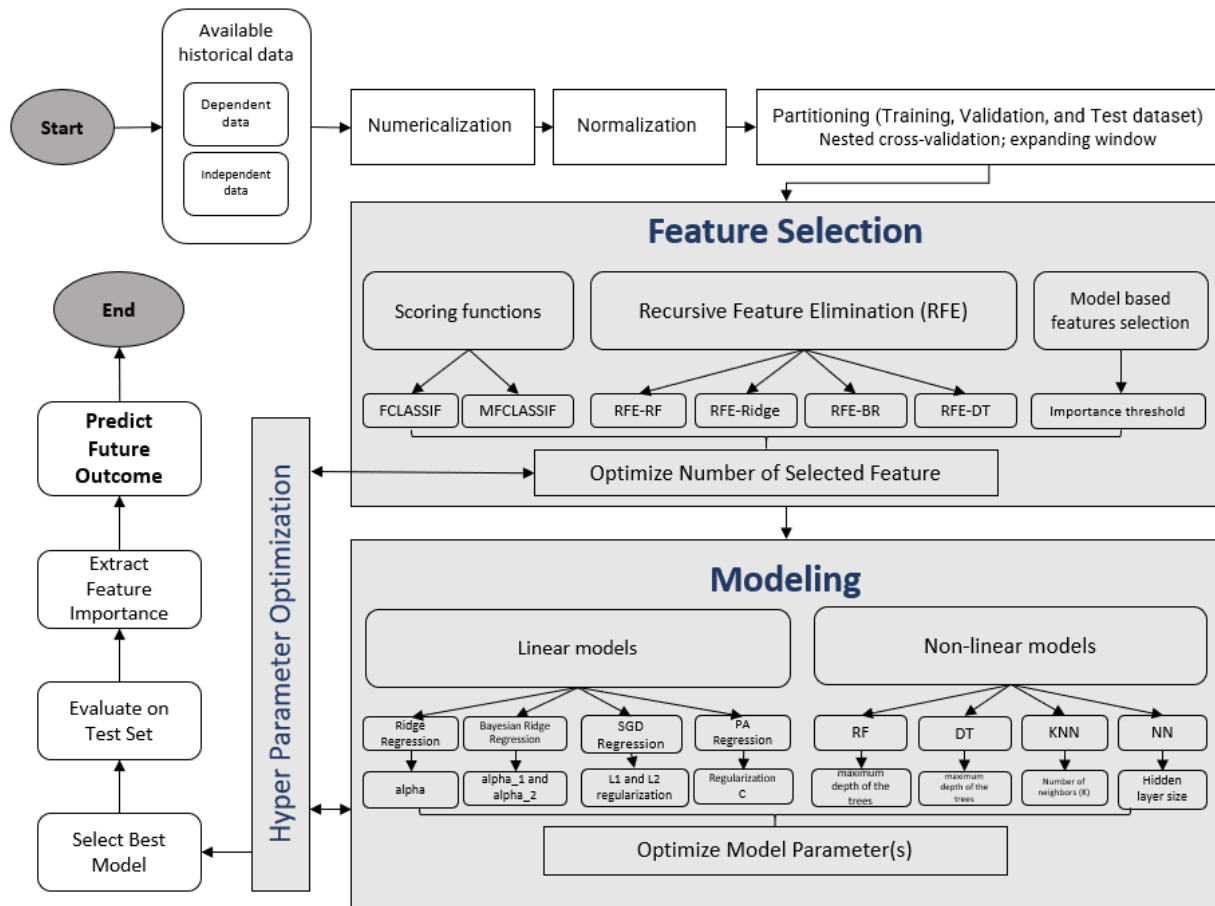 Start
Available
historical data
Dependent
data
Independent
data
Numericalization
Normalization
Partitioning (Training, Validation, and Test dataset)
Nested cross-validation; expanding window
Feature Selection
Scoring functions
Recursive Feature Elimination (RFE)
Model based
features selection
FCLASSIF
MFCLASSIF
RFE-RF
RFE-Ridge
RFE-BR
RFE-DT
Importance threshold
Optimize Number of Selected Feature
Modeling
Linear models
Non-linear models
Ridge
Regression
Bayesian Ridge
Regression
SGD
Regression
PA
Regression
RF
DT
KNN
NN
alpha
alpha_1 and
alpha_2
L1 and L2
regularization
Regularization
C
maximum
depth of the
trees
maximum
depth of the
trees
Number of
neighbors (K)
Hidden
layer size
Optimize Model Parameter(s)
Hyper Parameter Optimization
Select Best
Model
Evaluate on
Test Set
Extract
Feature
Importance
Predict
Future
Outcome
End